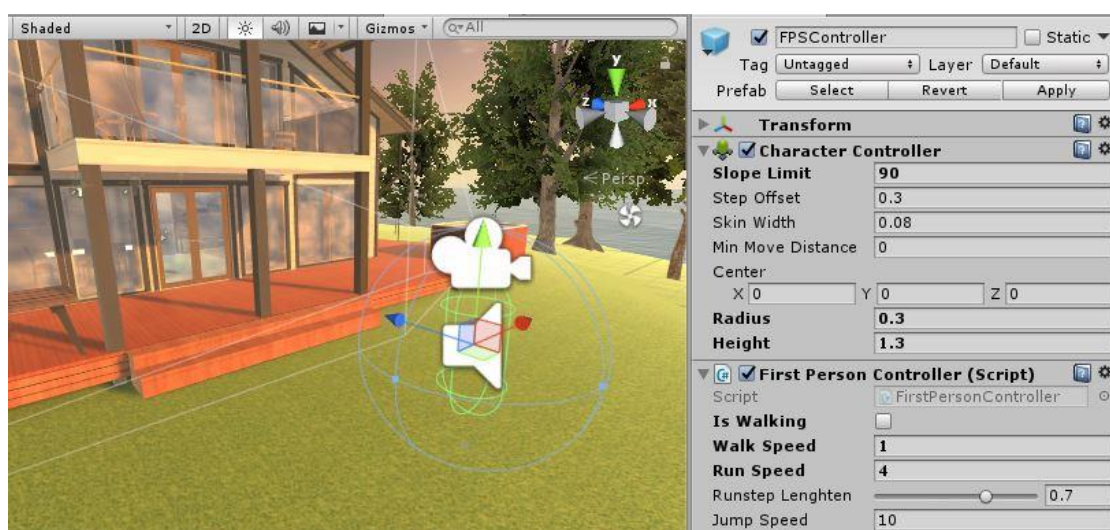 Shaded 2D Gizmos All
y
z x
Persp
FPSController Static
Tag Untagged Layer Default
Prefab Select Revert Apply
Transform
Character Controller
Slope Limit 90
Step Offset 0.3
Skin Width 0.08
Min Move Distance 0
Center
X 0 Y 0 Z 0
Radius 0.3
Height 1.3
C# First Person Controller (Script)
Script FirstPersonController
Is Walking
Walk Speed 1
Run Speed 4
Runstep Lenghten 0.7
Jump Speed 10